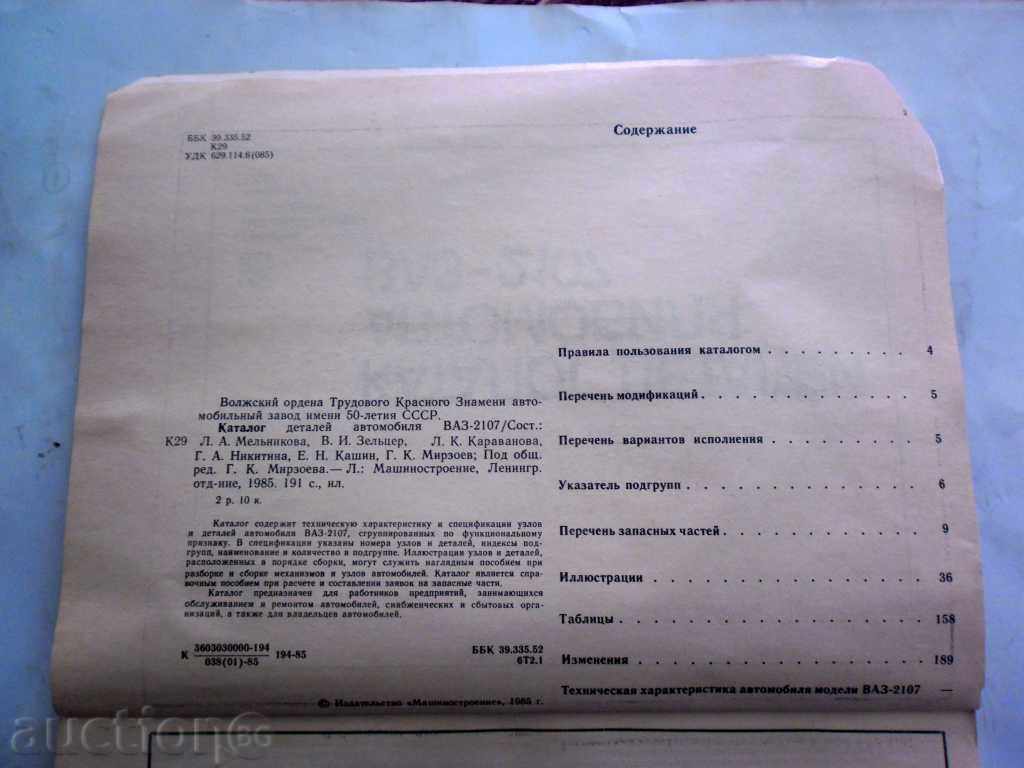 ББК 39.335.52
К29
УДК 629.114.6(085)
Волжский ордена Трудового Красного Знамени авто-
мобильный завод имени 50-летия СССР.
Каталог деталей автомобиля ВАЗ-2107/Сост.:
К29 Л. А. Мельникова, В. И. Зельцер, Л. К. Караванова,
Г. А. Никитина, Е. Н. Кашин, Г. К. Мирзоев; Под общ.
ред. Г. К. Мирзоева.— Л.: Машиностроение, Ленингр.
отд-ние, 1985. 191 с., ил.
2 р. 10 к.
Каталог содержит техническую характеристику и спецификации узлов
и деталей автомобиля ВАЗ-2107, сгруппированных по функциональному
признаку. В спецификации указаны номера узлов и деталей, индексы под-
групп, наименование и количество в подгруппе. Иллюстрации узлов и деталей,
расположенных в порядке сборки, могут служить наглядным пособием при
разборке и сборке механизмов и узлов автомобилей. Каталог является спра-
вочным пособием при расчете и составлении заявок на запасные части.
Каталог предназначен для работников предприятий, занимающихся
обслуживанием и ремонтом автомобилей, снабженческих и сбытовых орга-
низаций, а также для владельцев автомобилей.
К 3603030000-194
038(01)-85 194-85
ББК 39.335.52
6Т2.1
© Издательство «Машиностроение», 1985 г.
Содержание
Правила пользования каталогом . . . . . . . . . 4
Перечень модификаций . . . . . . . . . . . . 5
Перечень вариантов исполнения . . . . . . . . . 5
Указатель подгрупп . . . . . . . . . . . . . 6
Перечень запасных частей . . . . . . . . . . . 9
Иллюстрации . . . . . . . . . . . . . . . 36
Таблицы . . . . . . . . . . . . . . . . 158
Изменения . . . . . . . . . . . . . . . 189
Техническая характеристика автомобиля модели ВАЗ-2107 —
auctionBG